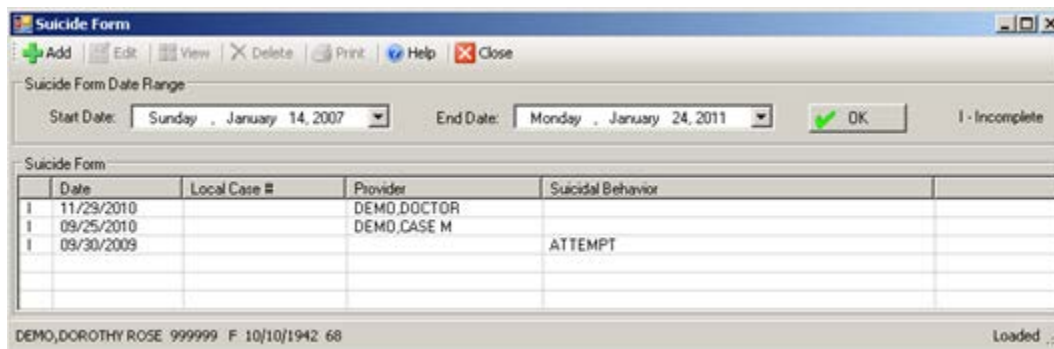 Suicide Form
Add Edit View Delete Print Help Close
Suicide Form Date Range
Start Date: Sunday , January 14, 2007 End Date: Monday , January 24, 2011 OK I - Incomplete
Suicide Form
Date Local Case # Provider Suicidal Behavior
I 11/29/2010 DEMO,DOCTOR
I 09/25/2010 DEMO,CASE M
I 09/30/2009 ATTEMPT
DEMO,DOROTHY ROSE 999999 F 10/10/1942 68 Loaded